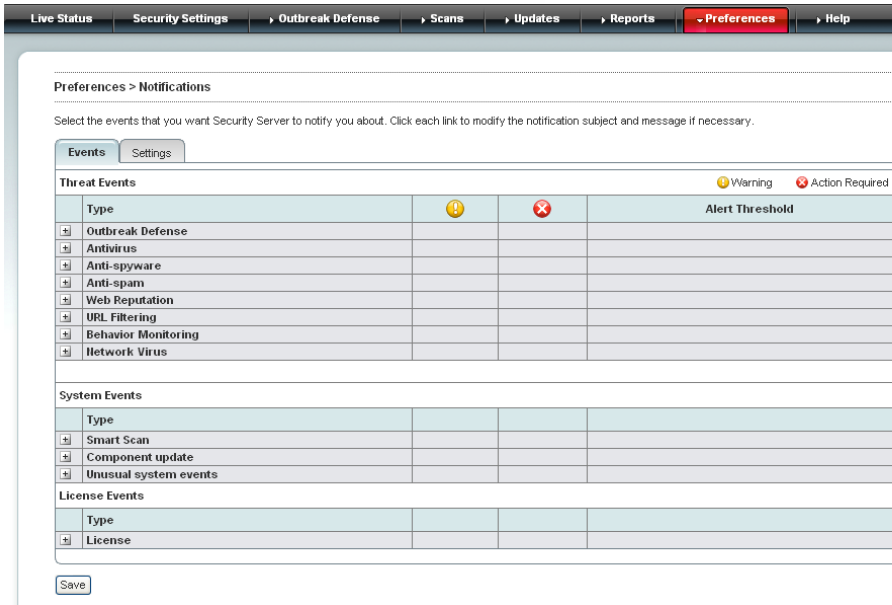 Live Status Security Settings Outbreak Defense Scans Updates Reports Preferences Help
Preferences > Notifications
Select the events that you want Security Server to notify you about. Click each link to modify the notification subject and message if necessary.
Events Settings
Threat Events Warning Action Required
Type Alert Threshold
Outbreak Defense
Antivirus
Anti-spyware
Anti-spam
Web Reputation
URL Filtering
Behavior Monitoring
Network Virus
System Events
Type
Smart Scan
Component update
Unusual system events
License Events
Type
License
Save